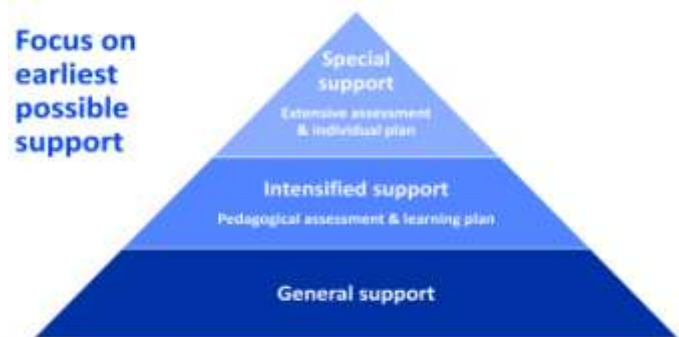 Focus on
earliest
possible
support
Special
support
Extensive assessment
& individual plan
Intensified support
Pedagogical assessment & learning plan
General support